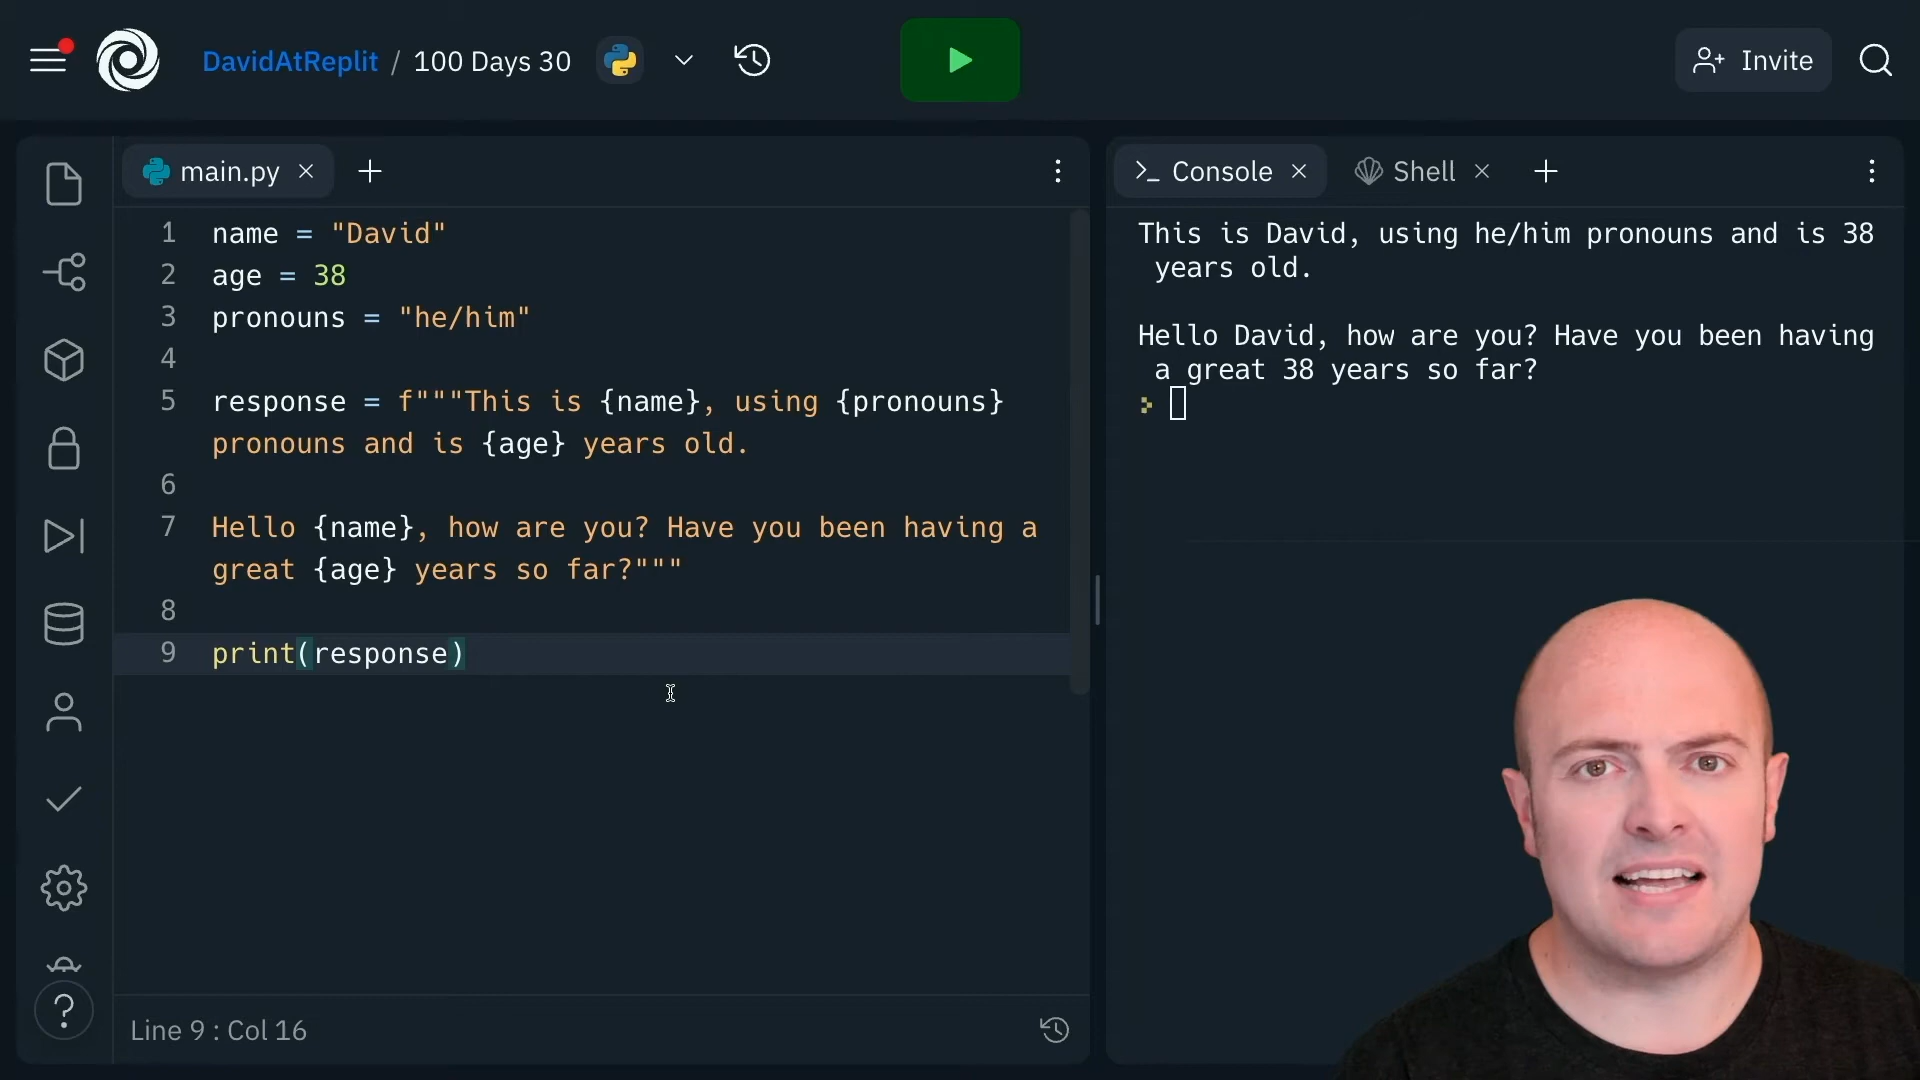 DavidAtReplit / 100 Days 30
Invite
main.py
Console
Shell
1 name = "David"
2 age = 38
3 pronouns = "he/him"
4
5 response = f"""This is {name}, using {pronouns}
pronouns and is {age} years old.
6
7 Hello {name}, how are you? Have you been having a
great {age} years so far?"""
8
9 print(response)
Line 9 : Col 16
This is David, using he/him pronouns and is 38
years old.
Hello David, how are you? Have you been having
a great 38 years so far?